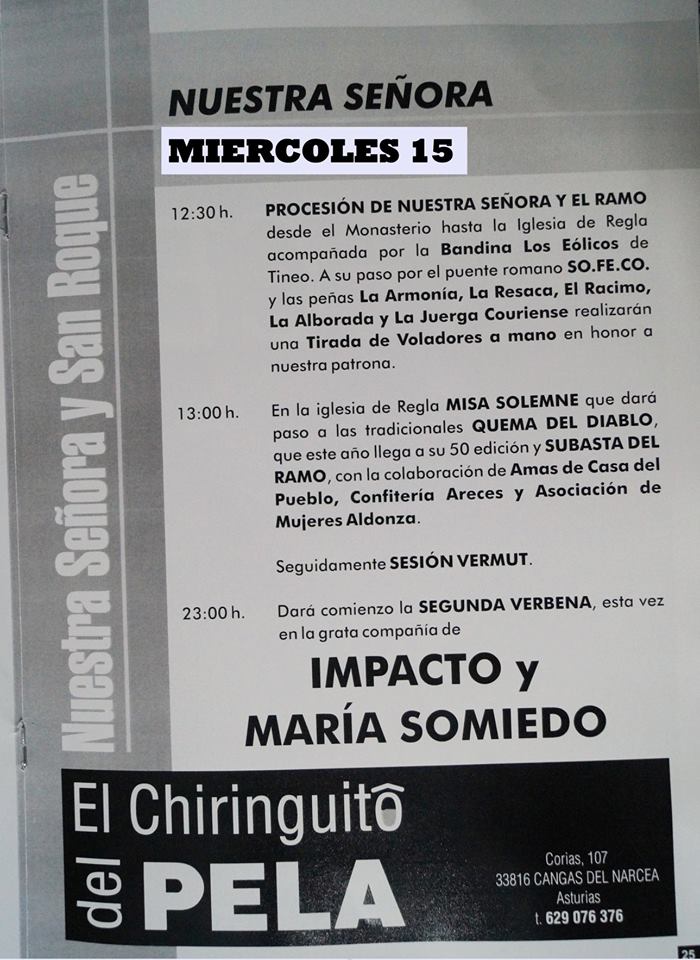 NUESTRA SEÑORA
MIERCOLES 15
Nuestra Señora y San Roque
12:30 h. PROCESIÓN DE NUESTRA SEÑORA Y EL RAMO
desde el Monasterio hasta la Iglesia de Regla
acompañada por la Bandina Los Eólicos de
Tineo. A su paso por el puente romano SO.FE.CO.
y las peñas La Armonía, La Resaca, El Racimo,
La Alborada y La Juerga Couriense realizarán
una Tirada de Voladores a mano en honor a
nuestra patrona.
13:00 h. En la iglesia de Regla MISA SOLEMNE que dará
paso a las tradicionales QUEMA DEL DIABLO,
que este año llega a su 50 edición y SUBASTA DEL
RAMO, con la colaboración de Amas de Casa del
Pueblo, Confitería Areces y Asociación de
Mujeres Aldonza.
Seguidamente SESIÓN VERMUT.
23:00 h. Dará comienzo la SEGUNDA VERBENA, esta vez
en la grata compañía de
IMPACTO y
MARÍA SOMIEDO
El Chiringuito
del PELA
Corias, 107
33816 CANGAS DEL NARCEA
Asturias
t. 629 076 376
25